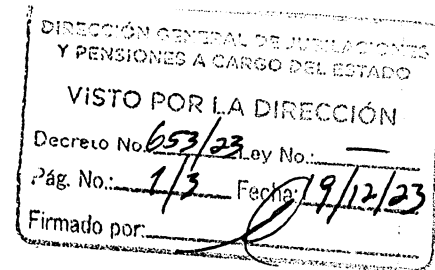 DIRECCIÓN GENERAL DE JUBILACIONES
Y PENSIONES A CARGO DEL ESTADO
VISTO POR LA DIRECCIÓN
Decreto No. 653/23 Ley No.: —
Pág. No.: 1/3 Fecha: 19/12/23
Firmado por: